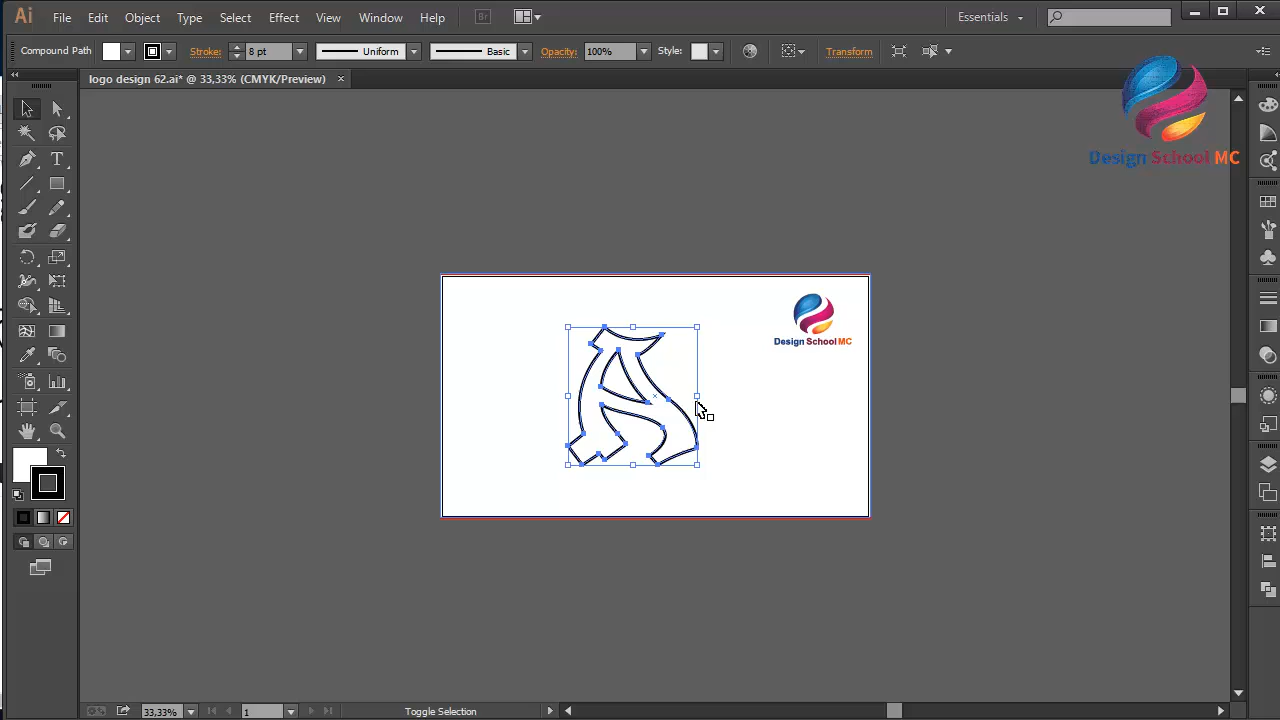 Ai File Edit Object Type Select Effect View Window Help Br Essentials
Compound Path Stroke: 8 pt Uniform Basic Opacity: 100% Style: Transform
logo design 62.ai* @ 33,33% (CMYK/Preview)
Design School MC
Design School MC
T
33,33% 1 Toggle Selection